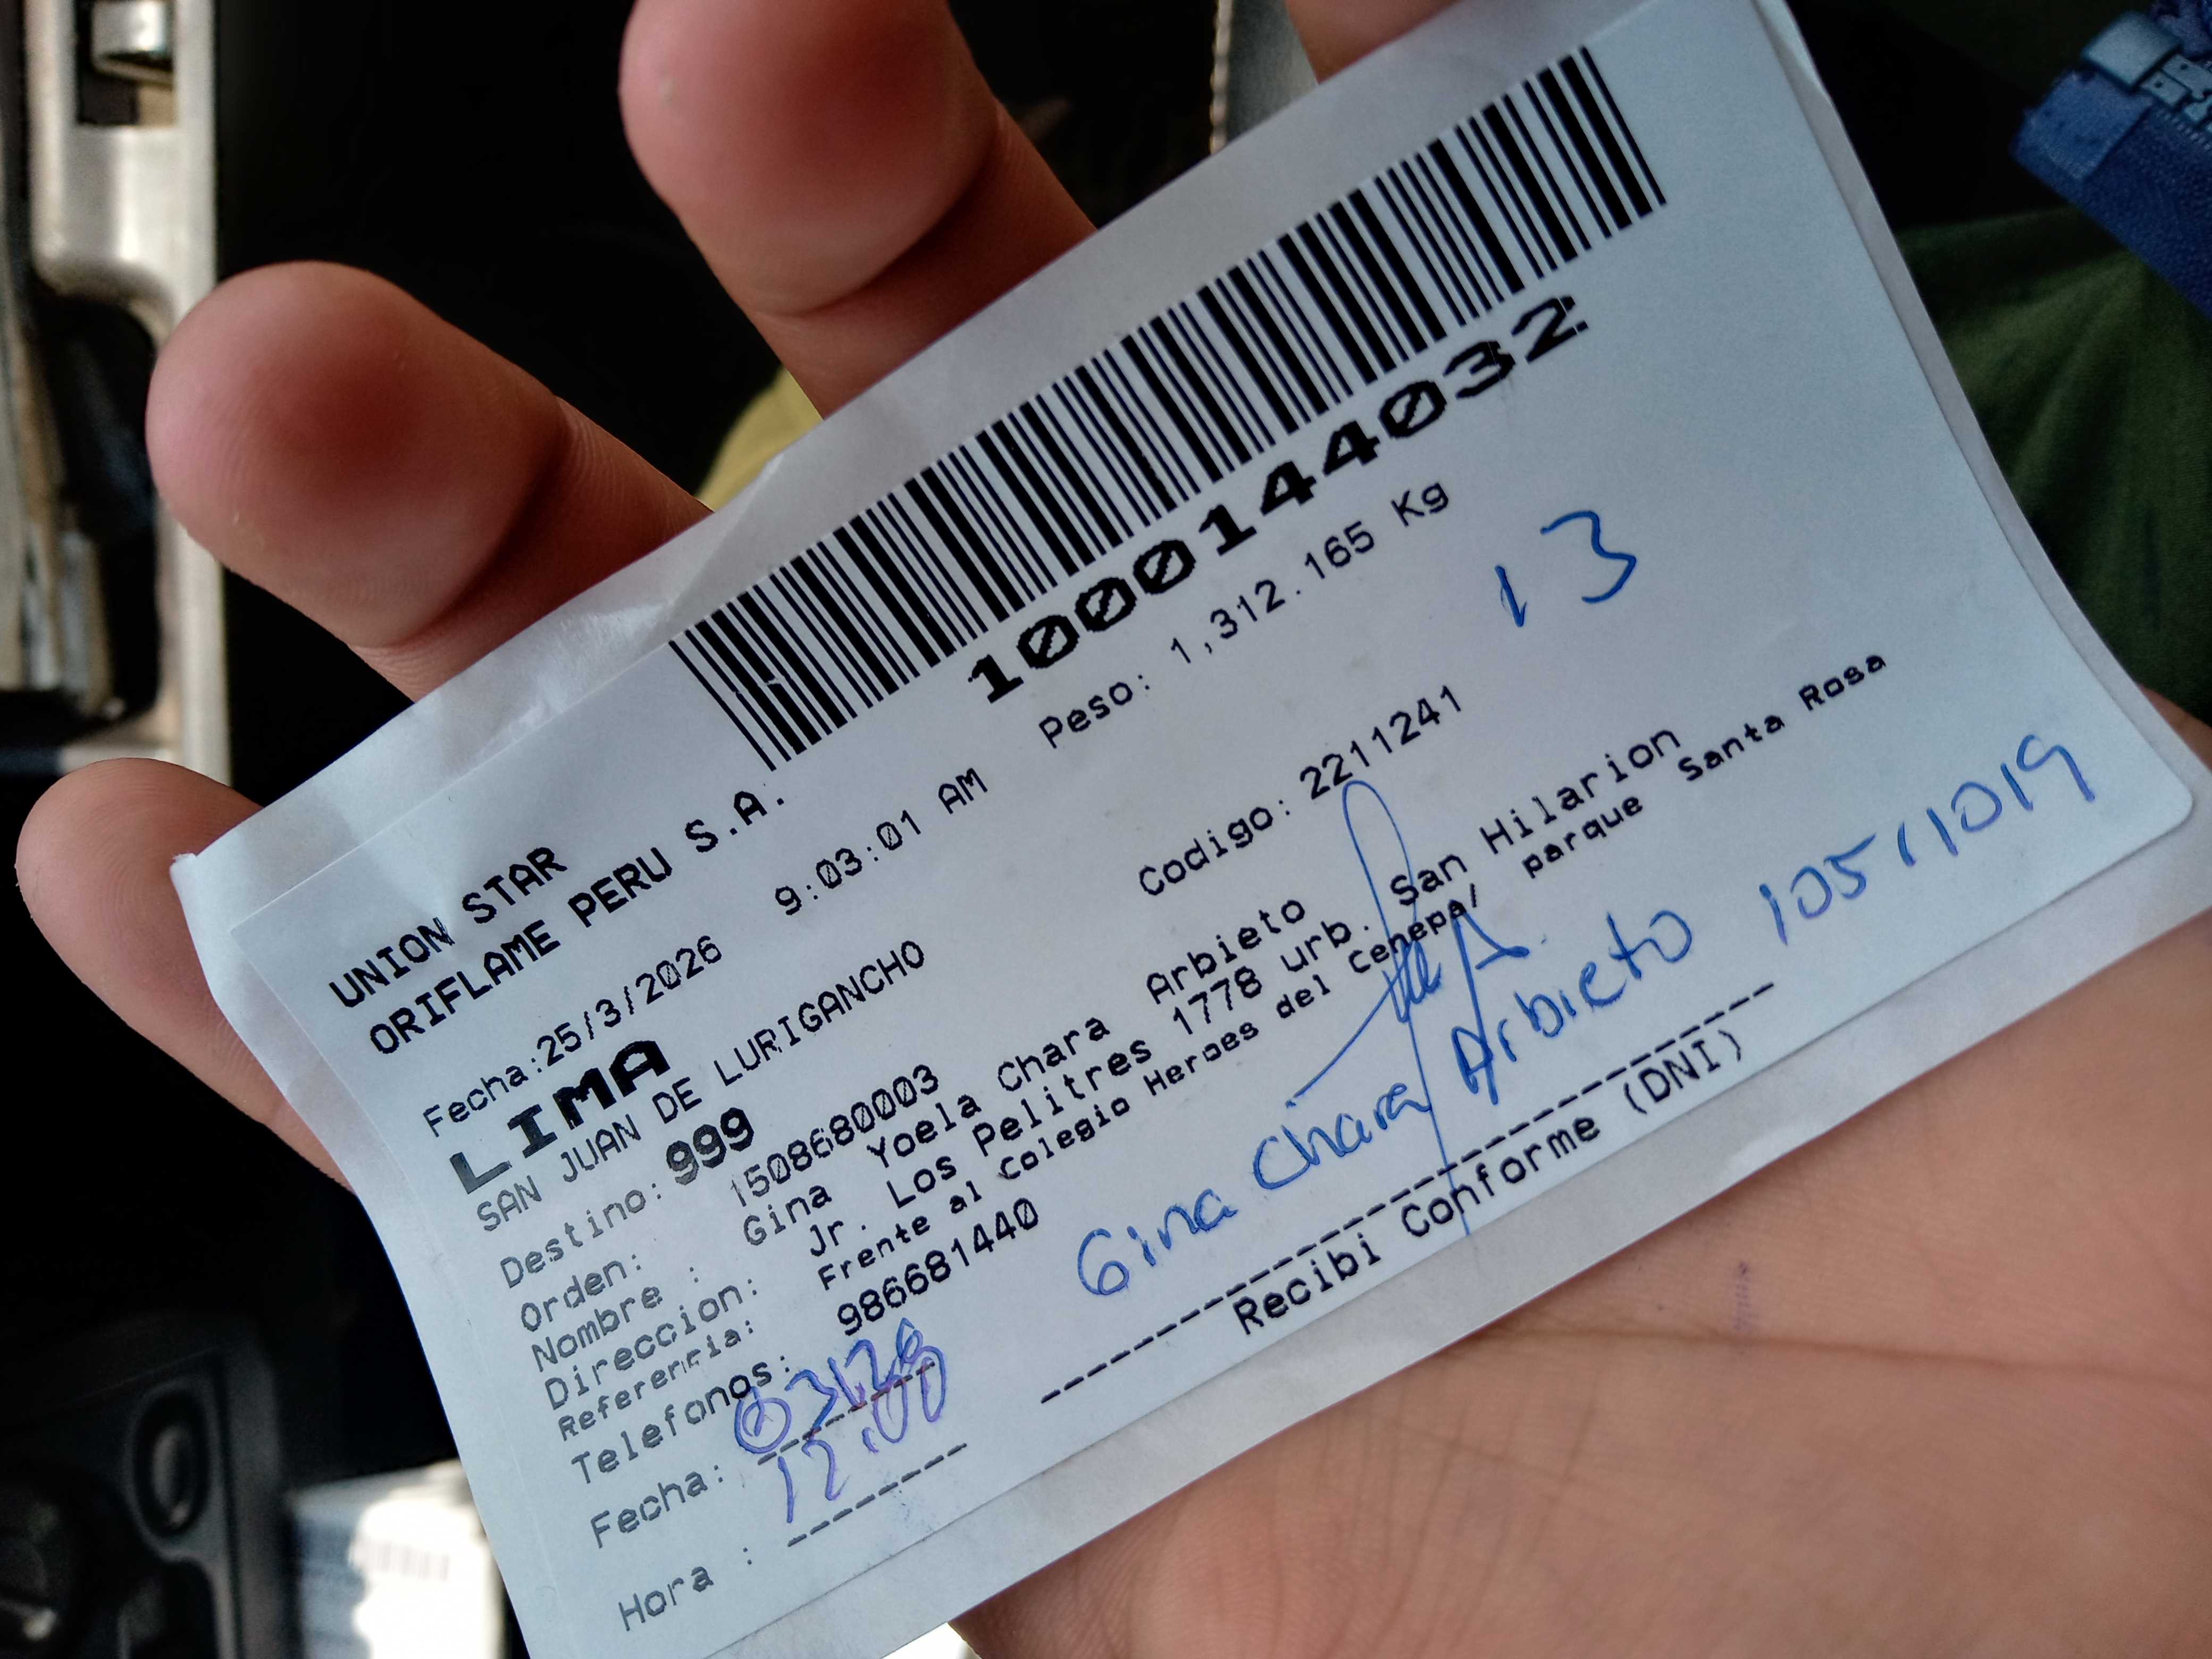 1000144032
UNION STAR
ORIFLAME PERU S.A.
Peso: 1,312.165 Kg
13
Fecha:25/3/2026 9:03:01 AM
LIMA
SAN JUAN DE LURIGANCHO
Destino: 999 Codigo: 2211241
Orden: 1508680003
Nombre : Gina Yoela Chara Arbieto
Direccion: Jr. Los Pelitres 1778 urb. San Hilarion
Referencia: Frente al Colegio Heroes del Cenepa/ parque Santa Rosa
Telefonos: 986681440
Gina Chara Arbieto 10511019
Fecha:
Hora : 12:00
Recibi Conforme (DNI)